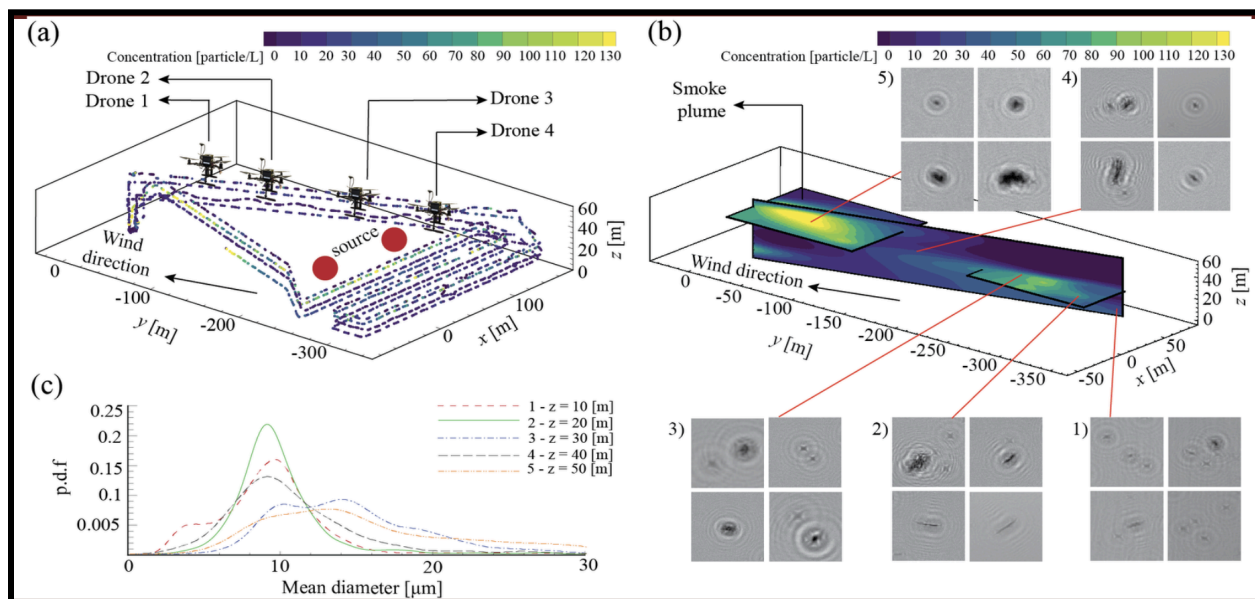 (a)
Concentration [particle/L]
0 10 20 30 40 50 60 70 80 90 100 110 120 130
Drone 2
Drone 1
Drone 3
Drone 4
source
Wind
direction
60
40
20
0
z [m]
0
-100
-200
-300
y [m]
0
100
x [m]
(b)
Concentration [particle/L]
0 10 20 30 40 50 60 70 80 90 100 110 120 130
Smoke
plume
5)
4)
Wind direction
60
40
20
0
z [m]
0
-50
-100
-150
-200
-250
-300
-350
y [m]
-50
0
50
x [m]
3)
2)
1)
(c)
0.25
0.2
0.15
0.1
0.005
p.d.f
0 10 20 30
Mean diameter [μm]
1 - z = 10 [m]
2 - z = 20 [m]
3 - z = 30 [m]
4 - z = 40 [m]
5 - z = 50 [m]